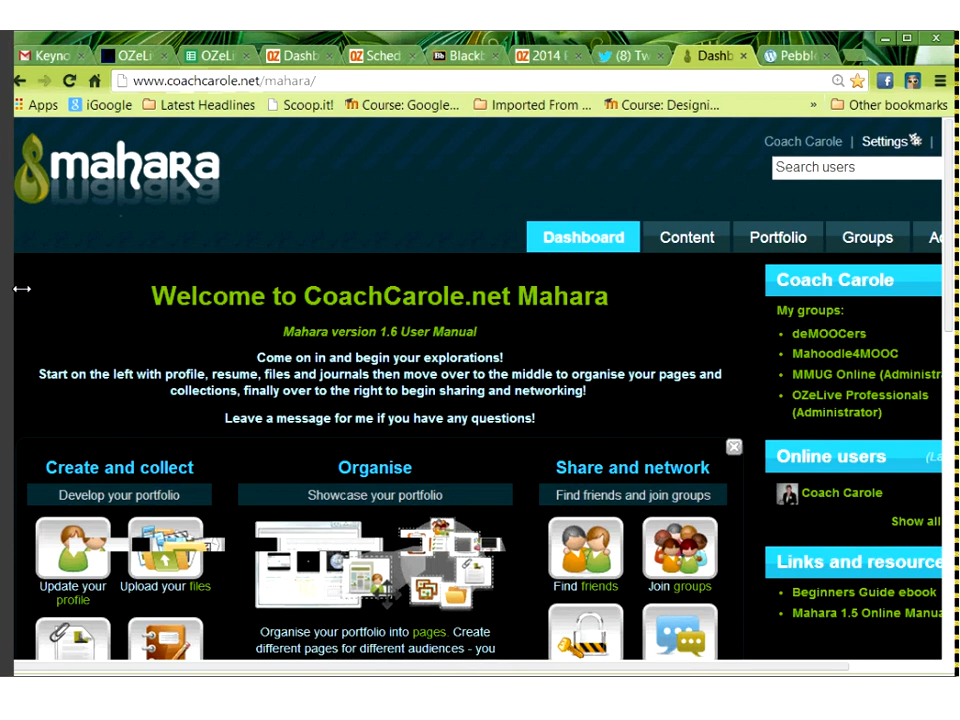 Keyno
OZeLi
OZeLi
Dashb
Sched
Blackb
2014
(8) Tw
Dashb
Pebbl
www.coachcarole.net/mahara/
Apps
iGoogle
Latest Headlines
Scoop.it!
Course: Google...
Imported From ...
Course: Designi...
»
Other bookmarks
mahara
Coach Carole | Settings |
Search users
Dashboard
Content
Portfolio
Groups
Welcome to CoachCarole.net Mahara
Mahara version 1.6 User Manual
Come on in and begin your explorations!
Start on the left with profile, resume, files and journals then move over to the middle to organise your pages and
collections, finally over to the right to begin sharing and networking!
Leave a message for me if you have any questions!
Create and collect
Develop your portfolio
Update your
profile
Upload your files
Organise
Showcase your portfolio
Organise your portfolio into pages. Create
different pages for different audiences - you
Share and network
Find friends and join groups
Find friends
Join groups
Coach Carole
My groups:
• deMOOCers
• Mahoodle4MOOC
• MMUG Online (Administra
• OZeLive Professionals
(Administrator)
Online users
Coach Carole
Show all
Links and resource
• Beginners Guide ebook
• Mahara 1.5 Online Manua